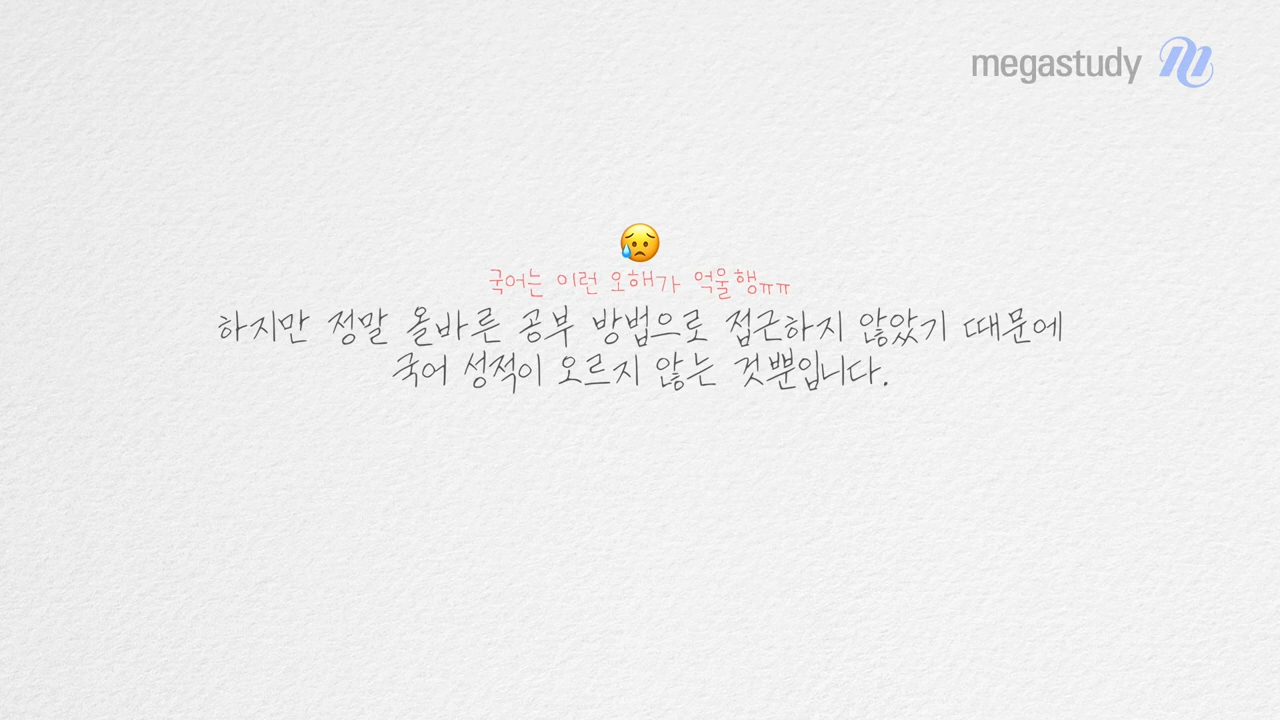 megastudy
국어는 이런 오해가 억울행ㅠㅠ
하지만 정말 올바른 공부 방법으로 접근하지 않았기 때문에
국어 성적이 오르지 않는 것뿐입니다.